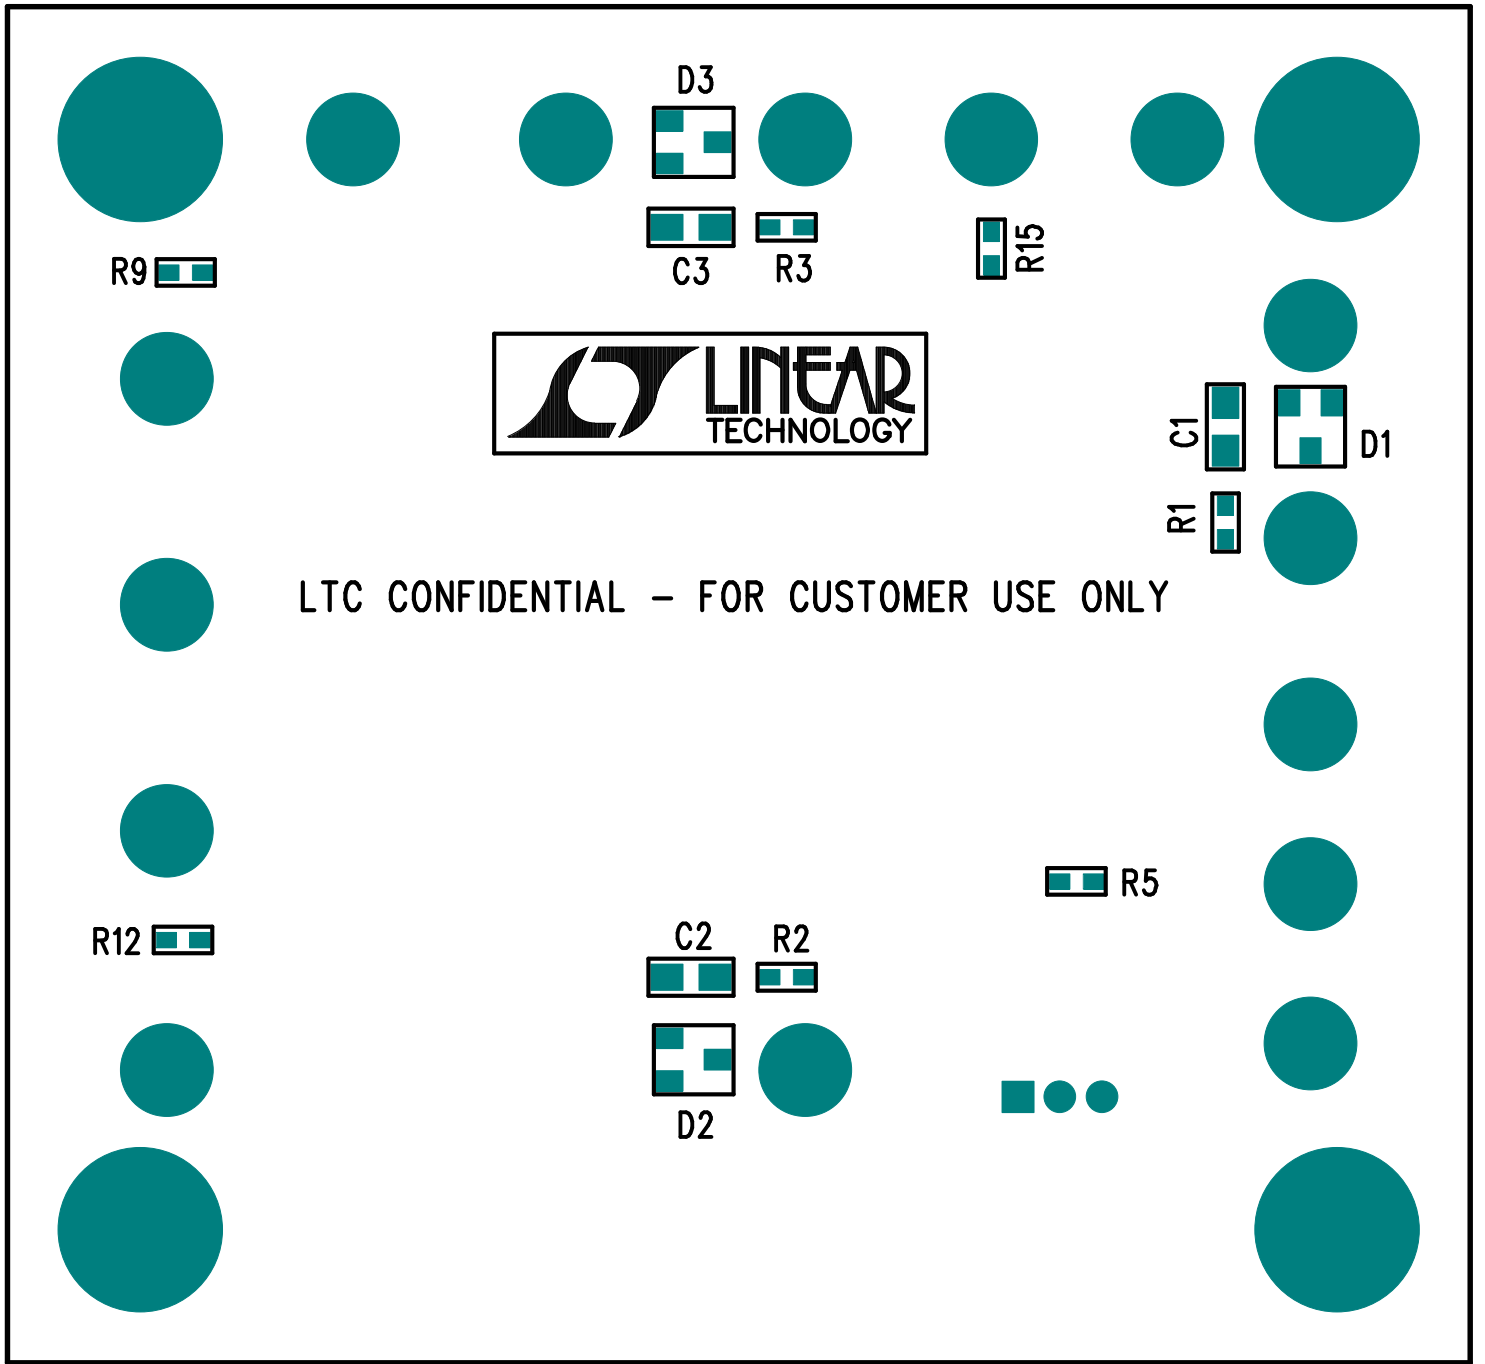 D3
C3
R3
R15
R9
LINEAR
TECHNOLOGY
C1
D1
R1
LTC CONFIDENTIAL - FOR CUSTOMER USE ONLY
R5
R12
C2
R2
D2